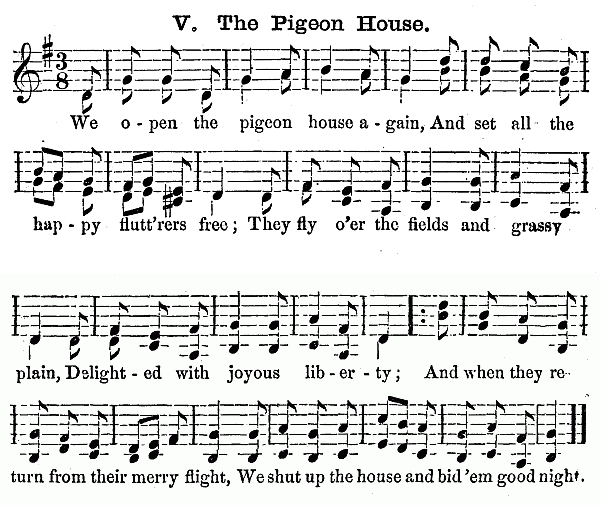 V. The Pigeon House.
3
8
We o-pen the pigeon house a-gain, And set all the
hap-py flutt'rers free; They fly o'er the fields and grassy
plain, Delight-ed with joyous lib-er-ty; And when they re-
turn from their merry flight, We shut up the house and bid 'em good night.